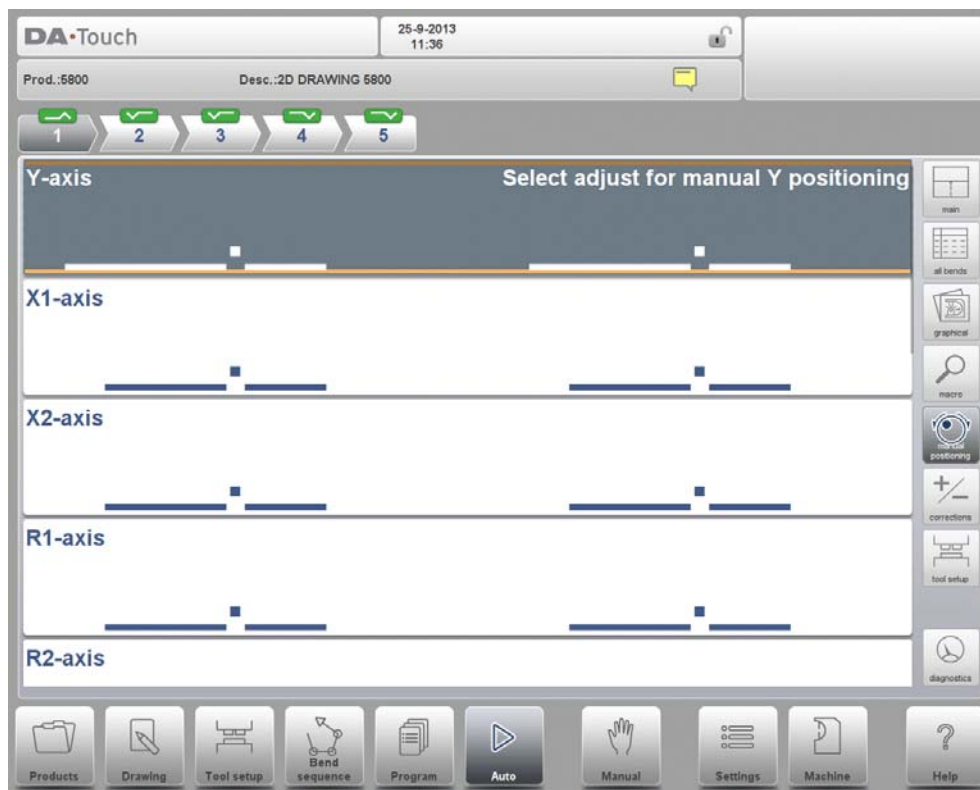 DA•Touch
25-9-2013
11:36
Prod.:5800
Desc.:2D DRAWING 5800
1
2
3
4
5
Y-axis
Select adjust for manual Y positioning
X1-axis
X2-axis
R1-axis
R2-axis
main
all bends
graphical
macro
manual
positioning
corrections
tool setup
diagnostics
Products
Drawing
Tool setup
Bend
sequence
Program
Auto
Manual
Settings
Machine
Help